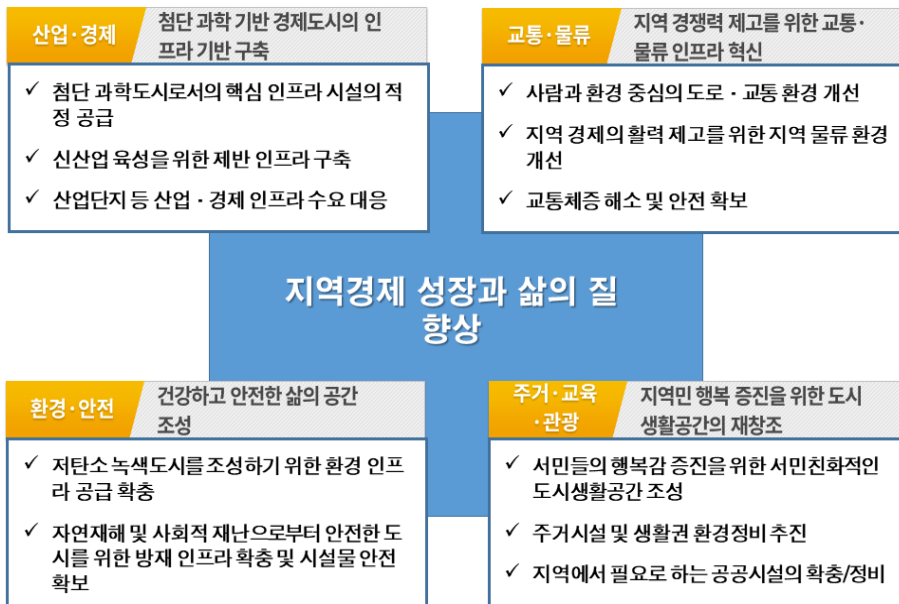 산업·경제
첨단 과학 기반 경제도시의 인
프라 기반 구축
✓ 첨단 과학도시로서의 핵심 인프라 시설의 적
정 공급
✓ 신산업 육성을 위한 제반 인프라 구축
✓ 산업단지 등 산업·경제 인프라 수요 대응
교통·물류
지역 경쟁력 제고를 위한 교통·
물류 인프라 혁신
✓ 사람과 환경 중심의 도로·교통 환경 개선
✓ 지역 경제의 활력 제고를 위한 지역 물류 환경
개선
✓ 교통체증 해소 및 안전 확보
지역경제 성장과 삶의 질
향상
환경·안전
건강하고 안전한 삶의 공간
조성
✓ 저탄소 녹색도시를 조성하기 위한 환경 인프
라 공급 확충
✓ 자연재해 및 사회적 재난으로부터 안전한 도
시를 위한 방재 인프라 확충 및 시설물 안전
확보
주거·교육
·관광
지역민 행복 증진을 위한 도시
생활공간의 재창조
✓ 서민들의 행복감 증진을 위한 서민친화적인
도시생활공간 조성
✓ 주거시설 및 생활권 환경정비 추진
✓ 지역에서 필요로 하는 공공시설의 확충/정비